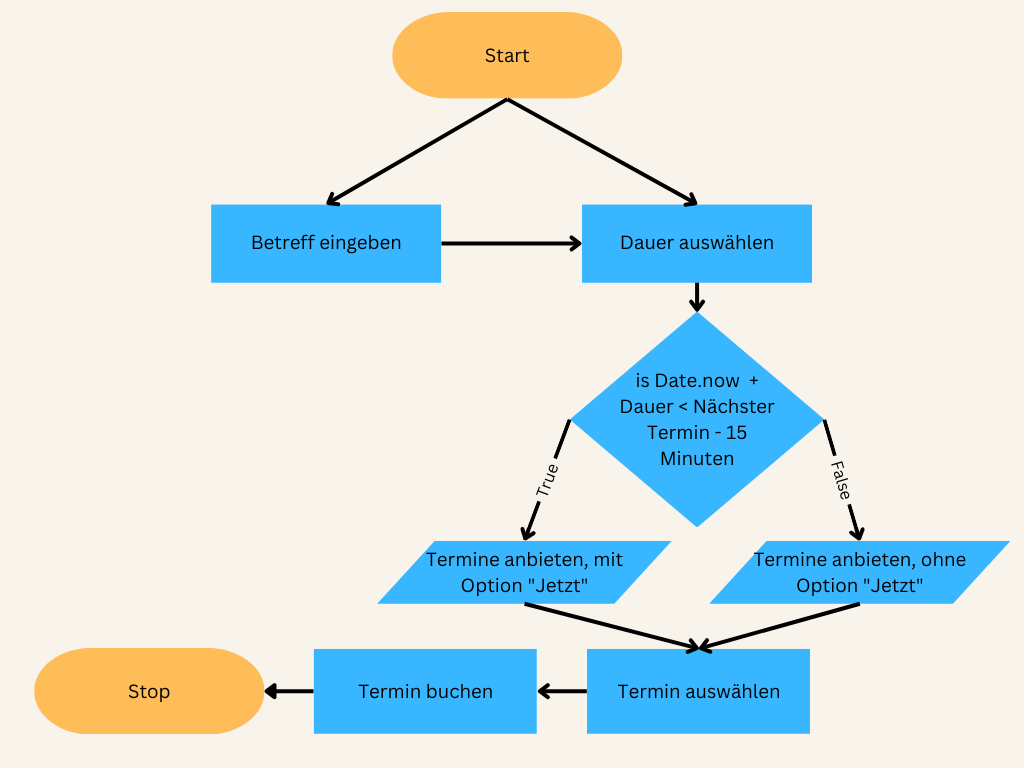 Start
Betreff eingeben
Dauer auswählen
is Date.now +
Dauer < Nächster
Termin - 15
Minuten
True
False
Termine anbieten, mit
Option "Jetzt"
Termine anbieten, ohne
Option "Jetzt"
Stop
Termin buchen
Termin auswählen